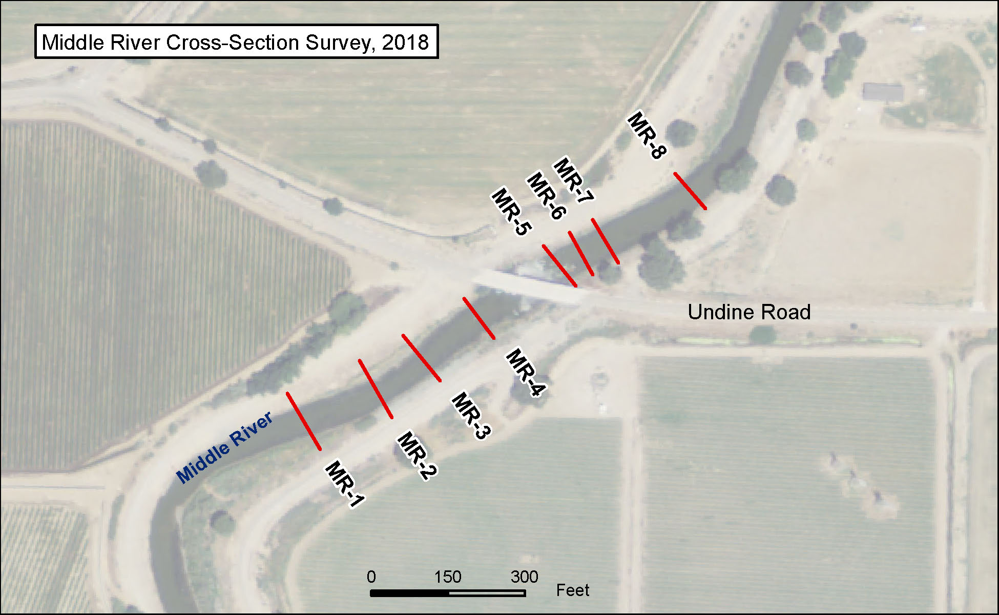 Middle River Cross-Section Survey, 2018
MR-8
MR-7
MR-6
MR-5
Undine Road
MR-4
MR-3
MR-2
MR-1
Middle River
0 150 300
Feet